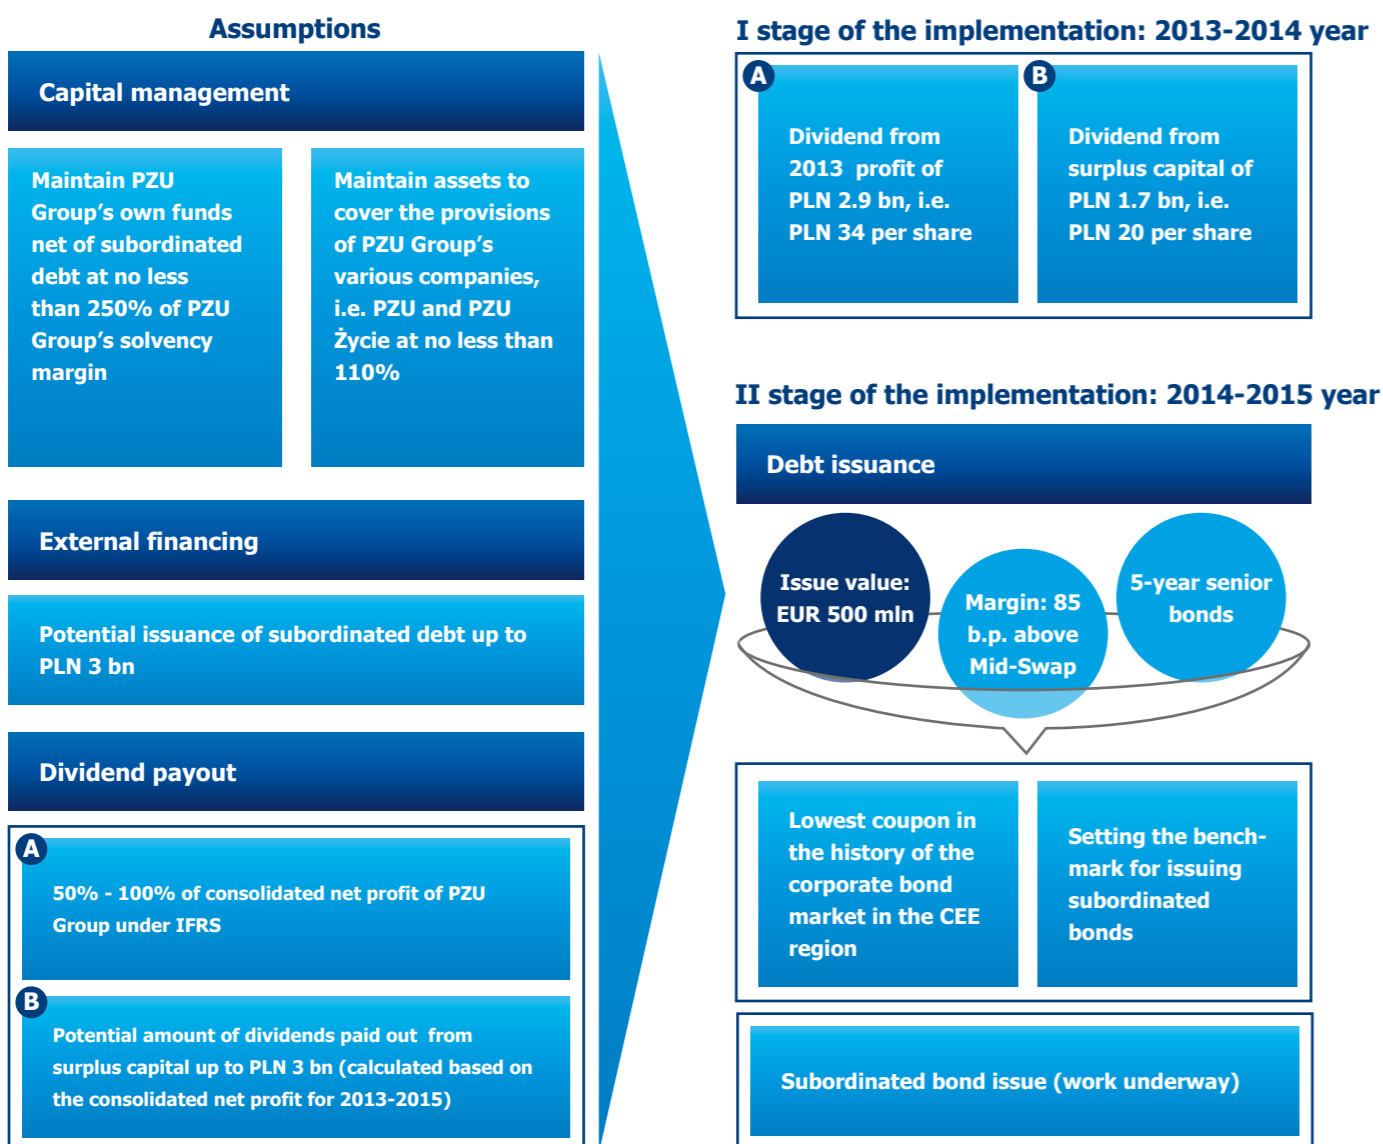 Assumptions
Capital management
Maintain PZU
Group’s own funds
net of subordinated
debt at no less
than 250% of PZU
Group’s solvency
margin
Maintain assets to
cover the provisions
of PZU Group’s
various companies,
i.e. PZU and PZU
Życie at no less than
110%
External financing
Potential issuance of subordinated debt up to
PLN 3 bn
Dividend payout
A
50% - 100% of consolidated net profit of PZU
Group under IFRS
B
Potential amount of dividends paid out from
surplus capital up to PLN 3 bn (calculated based on
the consolidated net profit for 2013-2015)
I stage of the implementation: 2013-2014 year
A
Dividend from
2013 profit of
PLN 2.9 bn, i.e.
PLN 34 per share
B
Dividend from
surplus capital of
PLN 1.7 bn, i.e.
PLN 20 per share
II stage of the implementation: 2014-2015 year
Debt issuance
Issue value:
EUR 500 mln
Margin: 85
b.p. above
Mid-Swap
5-year senior
bonds
Lowest coupon in
the history of the
corporate bond
market in the CEE
region
Setting the bench-
mark for issuing
subordinated
bonds
Subordinated bond issue (work underway)